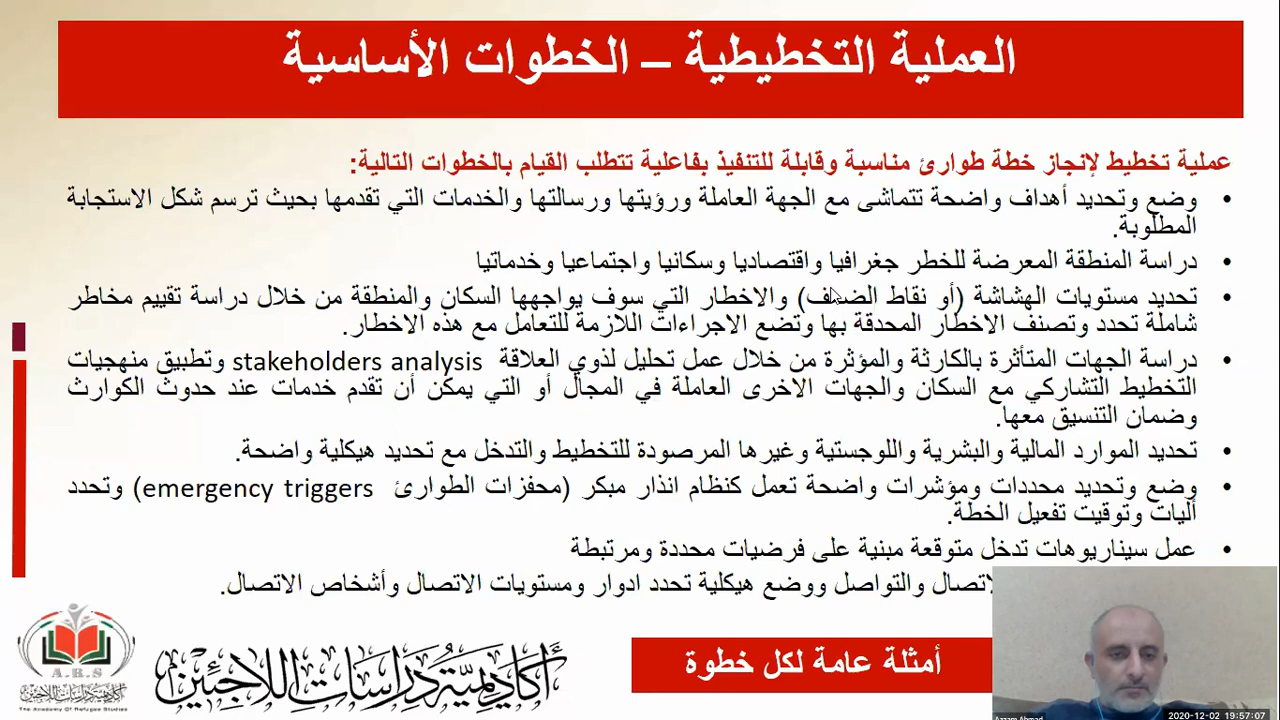 العملية التخطيطية – الخطوات الأساسية
عملية تخطيط لإنجاز خطة طوارئ مناسبة وقابلة للتنفيذ بفاعلية تتطلب القيام بالخطوات التالية:
• وضع وتحديد أهداف واضحة تتماشى مع الجهة العاملة ورؤيتها ورسالتها والخدمات التي تقدمها بحيث ترسم شكل الاستجابة
المطلوبة.
• دراسة المنطقة المعرضة للخطر جغرافيا واقتصاديا وسكانيا واجتماعيا وخدماتيا
• تحديد مستويات الهشاشة (أو نقاط الضعف) والاخطار التي سوف يواجهها السكان والمنطقة من خلال دراسة تقييم مخاطر
شاملة تحدد وتصنف الاخطار المحدقة بها وتضع الاجراءات اللازمة للتعامل مع هذه الاخطار.
• دراسة الجهات المتأثرة بالكارثة والمؤثرة من خلال عمل تحليل لذوي العلاقة stakeholders analysis وتطبيق منهجيات
التخطيط التشاركي مع السكان والجهات الاخرى العاملة في المجال أو التي يمكن أن تقدم خدمات عند حدوث الكوارث
وضمان التنسيق معها.
• تحديد الموارد المالية والبشرية واللوجستية وغيرها المرصودة للتخطيط والتدخل مع تحديد هيكلية واضحة.
• وضع وتحديد محددات ومؤشرات واضحة تعمل كنظام انذار مبكر (محفزات الطوارئ emergency triggers) وتحدد
أليات وتوقيت تفعيل الخطة.
• عمل سيناريوهات تدخل متوقعة مبنية على فرضيات محددة ومرتبطة
والتواصل ووضع هيكلية تحدد ادوار ومستويات الاتصال وأشخاص الاتصال.
أمثلة عامة لكل خطوة
أكاديمية دراسات اللاجئين
A.R.S
أكاديمية دراسات اللاجئين
The Academy Of Refugee Studies
Azzam Ahmad
2020-12-02 19:57:07